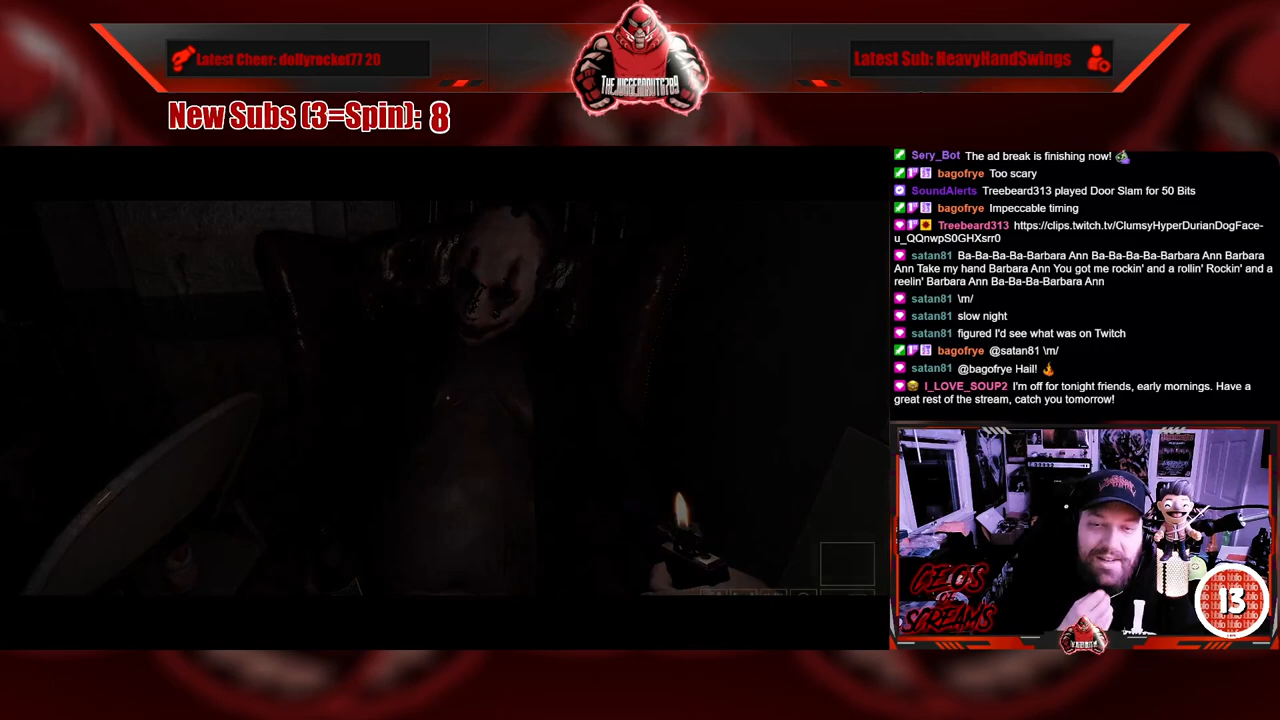 Latest Cheer: dollyrocket77 20
THEJUGGERNAUT6789
Latest Sub: HeavyHandSwings
New Subs (3=Spin): 8
Sery_Bot The ad break is finishing now!
bagofrye Too scary
SoundAlerts Treebeard313 played Door Slam for 50 Bits
bagofrye Impeccable timing
Treebeard313 https://clips.twitch.tv/ClumsyHyperDurianDogFace-
u_QQnwpS0GHXsrr0
satan81 Ba-Ba-Ba-Ba-Barbara Ann Ba-Ba-Ba-Ba-Barbara Ann Barbara
Ann Take my hand Barbara Ann You got me rockin' and a rollin' Rockin' and a
reelin' Barbara Ann Ba-Ba-Ba-Barbara Ann
satan81 \m/
satan81 slow night
satan81 figured I'd see what was on Twitch
bagofrye @satan81 \m/
satan81 @bagofrye Hail!
I_LOVE_SOUP2 I'm off for tonight friends, early mornings. Have a
great rest of the stream, catch you tomorrow!
SCREAMS
13